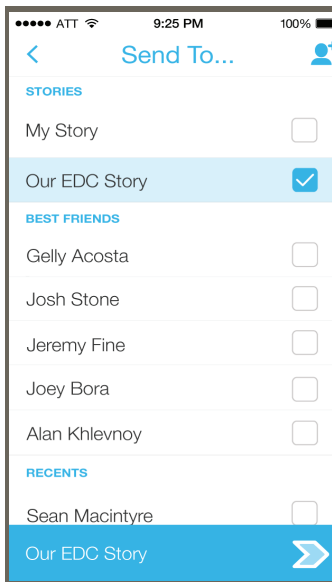 ATT 9:25 PM 100%
Send To...
STORIES
My Story
Our EDC Story
BEST FRIENDS
Gelly Acosta
Josh Stone
Jeremy Fine
Joey Bora
Alan Khlevnoy
RECENTS
Sean Macintyre
Our EDC Story